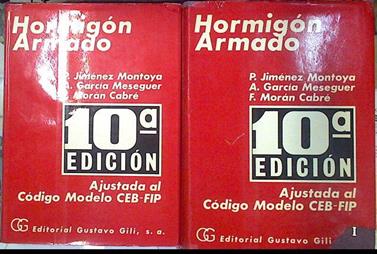 Hormigón
Armado
P. Jiménez Montoya
A. García Meseguer
Morán Cabré
10ª
EDICIÓN
Ajustada al
Código Modelo CEB-FIP
GG Editorial Gustavo Gili, s. a.
Hormigón
Armado
P. Jiménez Montoya
A. García Meseguer
F. Morán Cabré
10ª
EDICIÓN
Ajustada al
Código Modelo CEB-FIP
GG Editorial Gustavo Gili
I